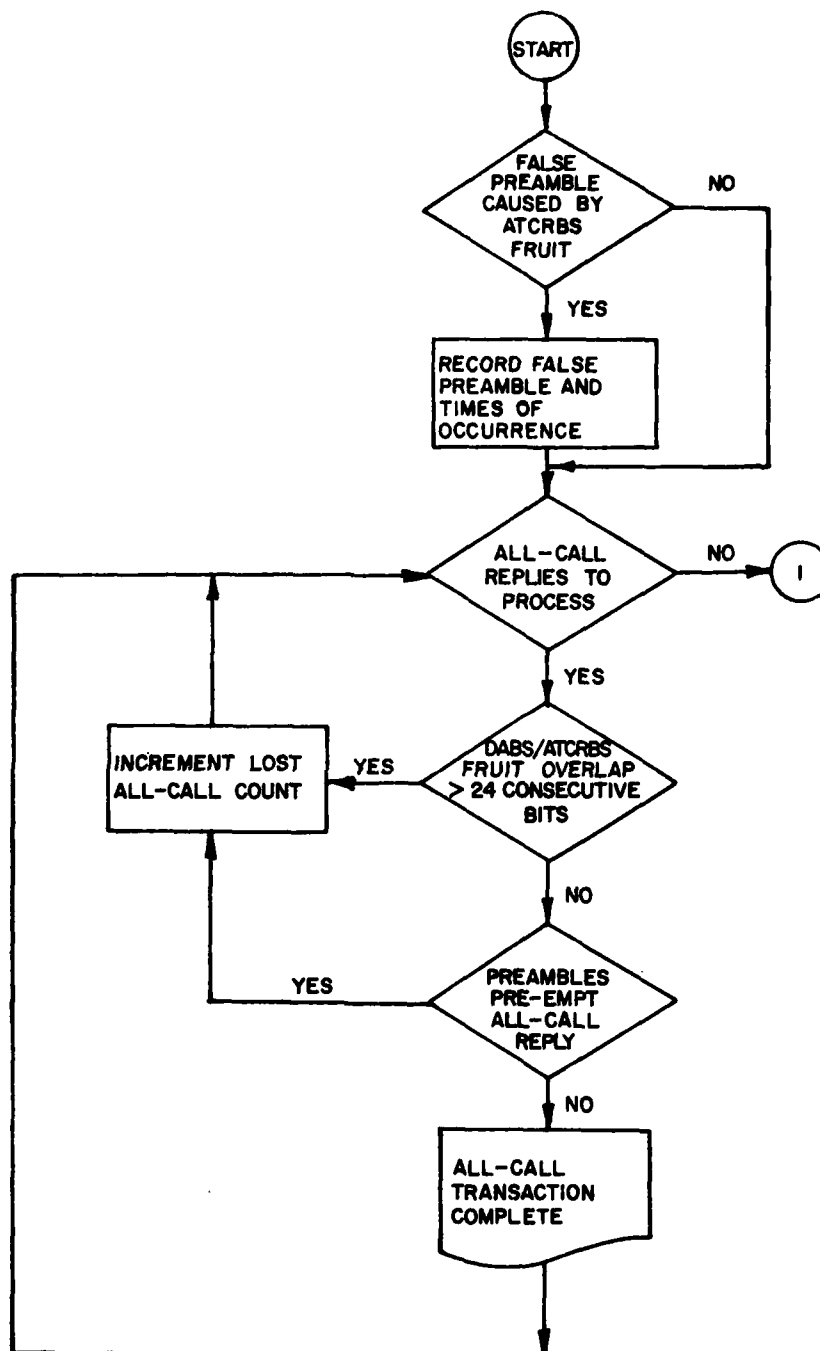 START
FALSE
PREAMBLE
CAUSED BY
ATCRBS
FRUIT
NO
YES
RECORD FALSE
PREAMBLE AND
TIMES OF
OCCURRENCE
ALL-CALL
REPLIES TO
PROCESS
NO
I
YES
DABS/ATCRBS
FRUIT OVERLAP
> 24 CONSECUTIVE
BITS
YES
INCREMENT LOST
ALL-CALL COUNT
NO
PREAMBLES
PRE-EMPT
ALL-CALL
REPLY
YES
NO
ALL-CALL
TRANSACTION
COMPLETE